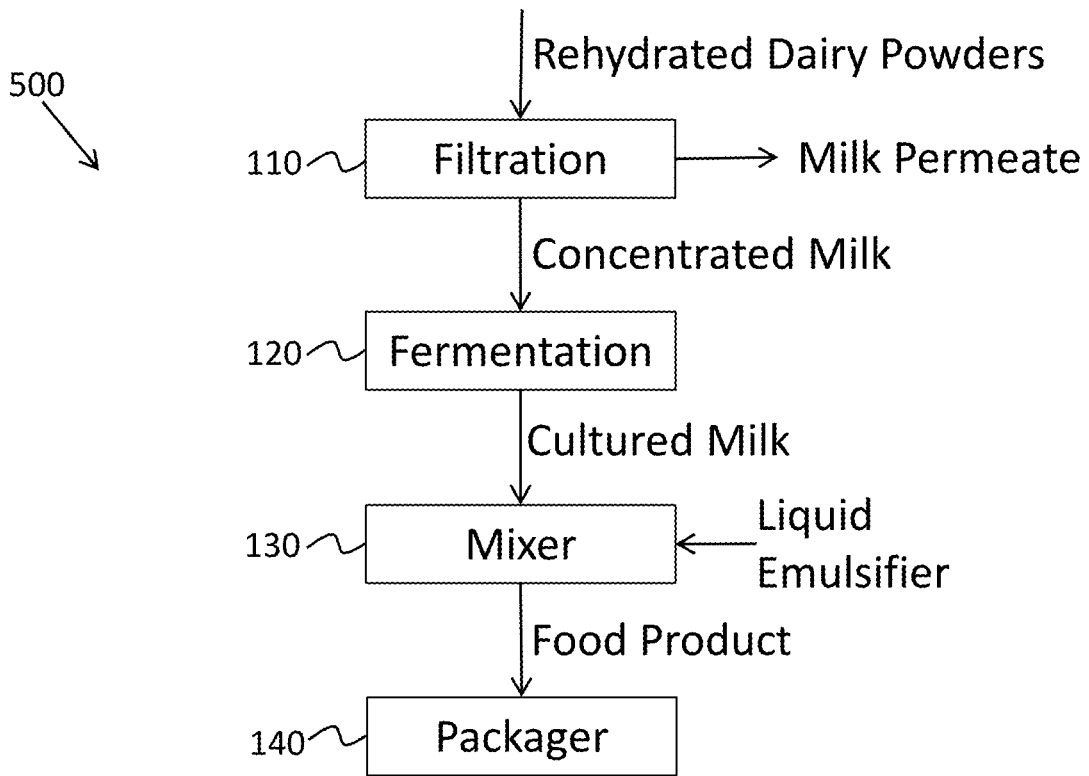 Rehydrated Dairy Powders
500
110
Filtration
Milk Permeate
Concentrated Milk
120
Fermentation
Cultured Milk
130
Mixer
Liquid
Emulsifier
Food Product
140
Packager